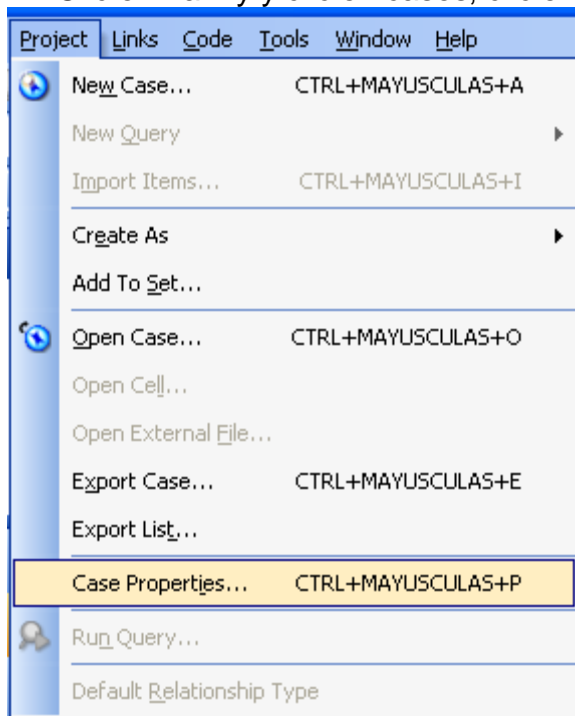 Project Links Code Tools Window Help
New Case... CTRL+MAYUSCULAS+A
New Query
Import Items... CTRL+MAYUSCULAS+I
Create As
Add To Set...
Open Case... CTRL+MAYUSCULAS+O
Open Cell...
Open External File...
Export Case... CTRL+MAYUSCULAS+E
Export List...
Case Properties... CTRL+MAYUSCULAS+P
Run Query...
Default Relationship Type